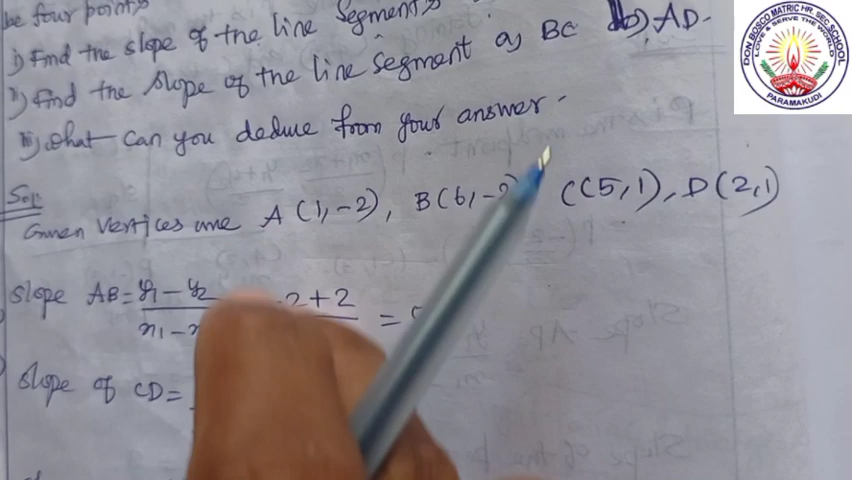 be four points
i) Find the slope of the line segments
ii) Find the slope of the line segment a) BC b) AD.
iii) What can you deduce from your answer.
Sol:
Given vertices are A (1,-2), B(6,-2) C(5,1), D(2,1)
slope AB = y1 - y2 -2+2 =
x1 -
slope of CD =
DON BOSCO MATRIC HR. SEC SCHOOL
LOVE & SERVE THE WORLD
PARAMAKUDI